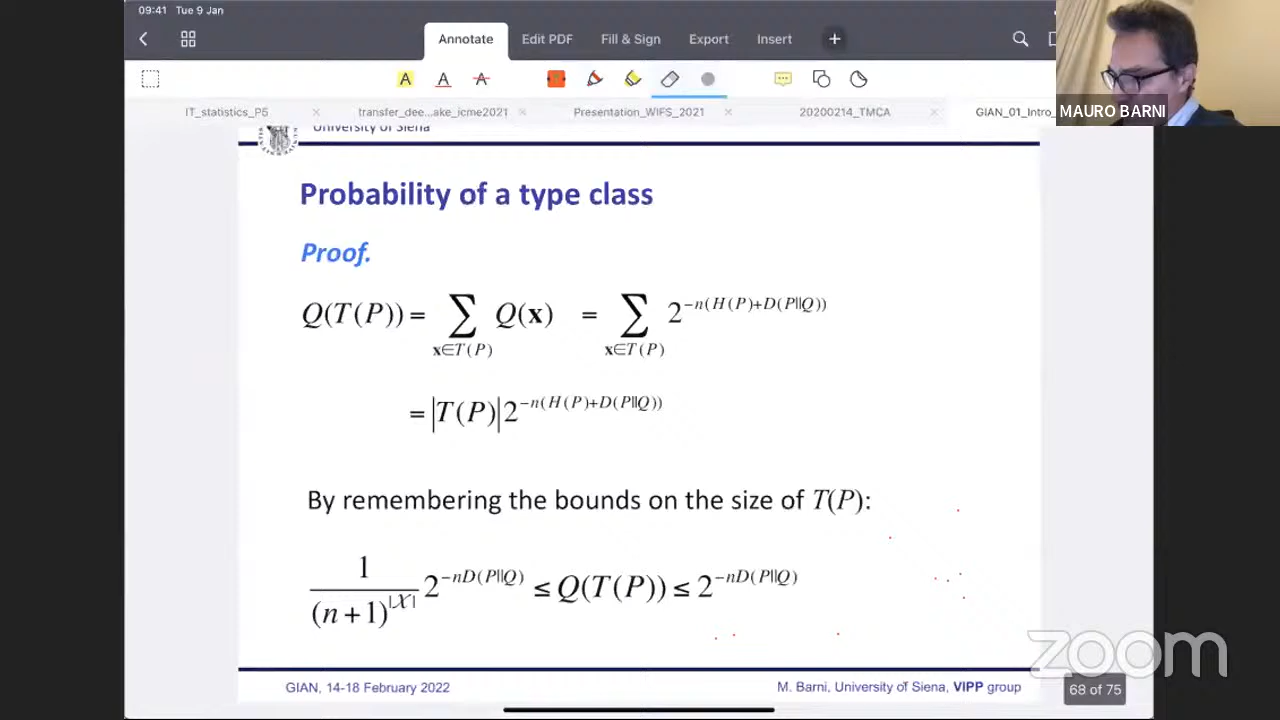 09:41 Tue 9 Jan
Annotate Edit PDF Fill & Sign Export Insert +
A A A
IT_statistics_P5 × transfer_dee...ake_icme2021 × Presentation_WIFS_2021 × 20200214_TMCA × GIAN_01_Intro_
MAURO BARNI
University of Siena
Probability of a type class
Proof.
Q(T(P)) = ∑_{x∈T(P)} Q(x) = ∑_{x∈T(P)} 2^{-n(H(P)+D(P||Q))}
= |T(P)| 2^{-n(H(P)+D(P||Q))}
By remembering the bounds on the size of T(P):
1/(n+1)^{|X|} 2^{-nD(P||Q)} ≤ Q(T(P)) ≤ 2^{-nD(P||Q)}
zoom
GIAN, 14-18 February 2022 M. Barni, University of Siena, VIPP group 68 of 75